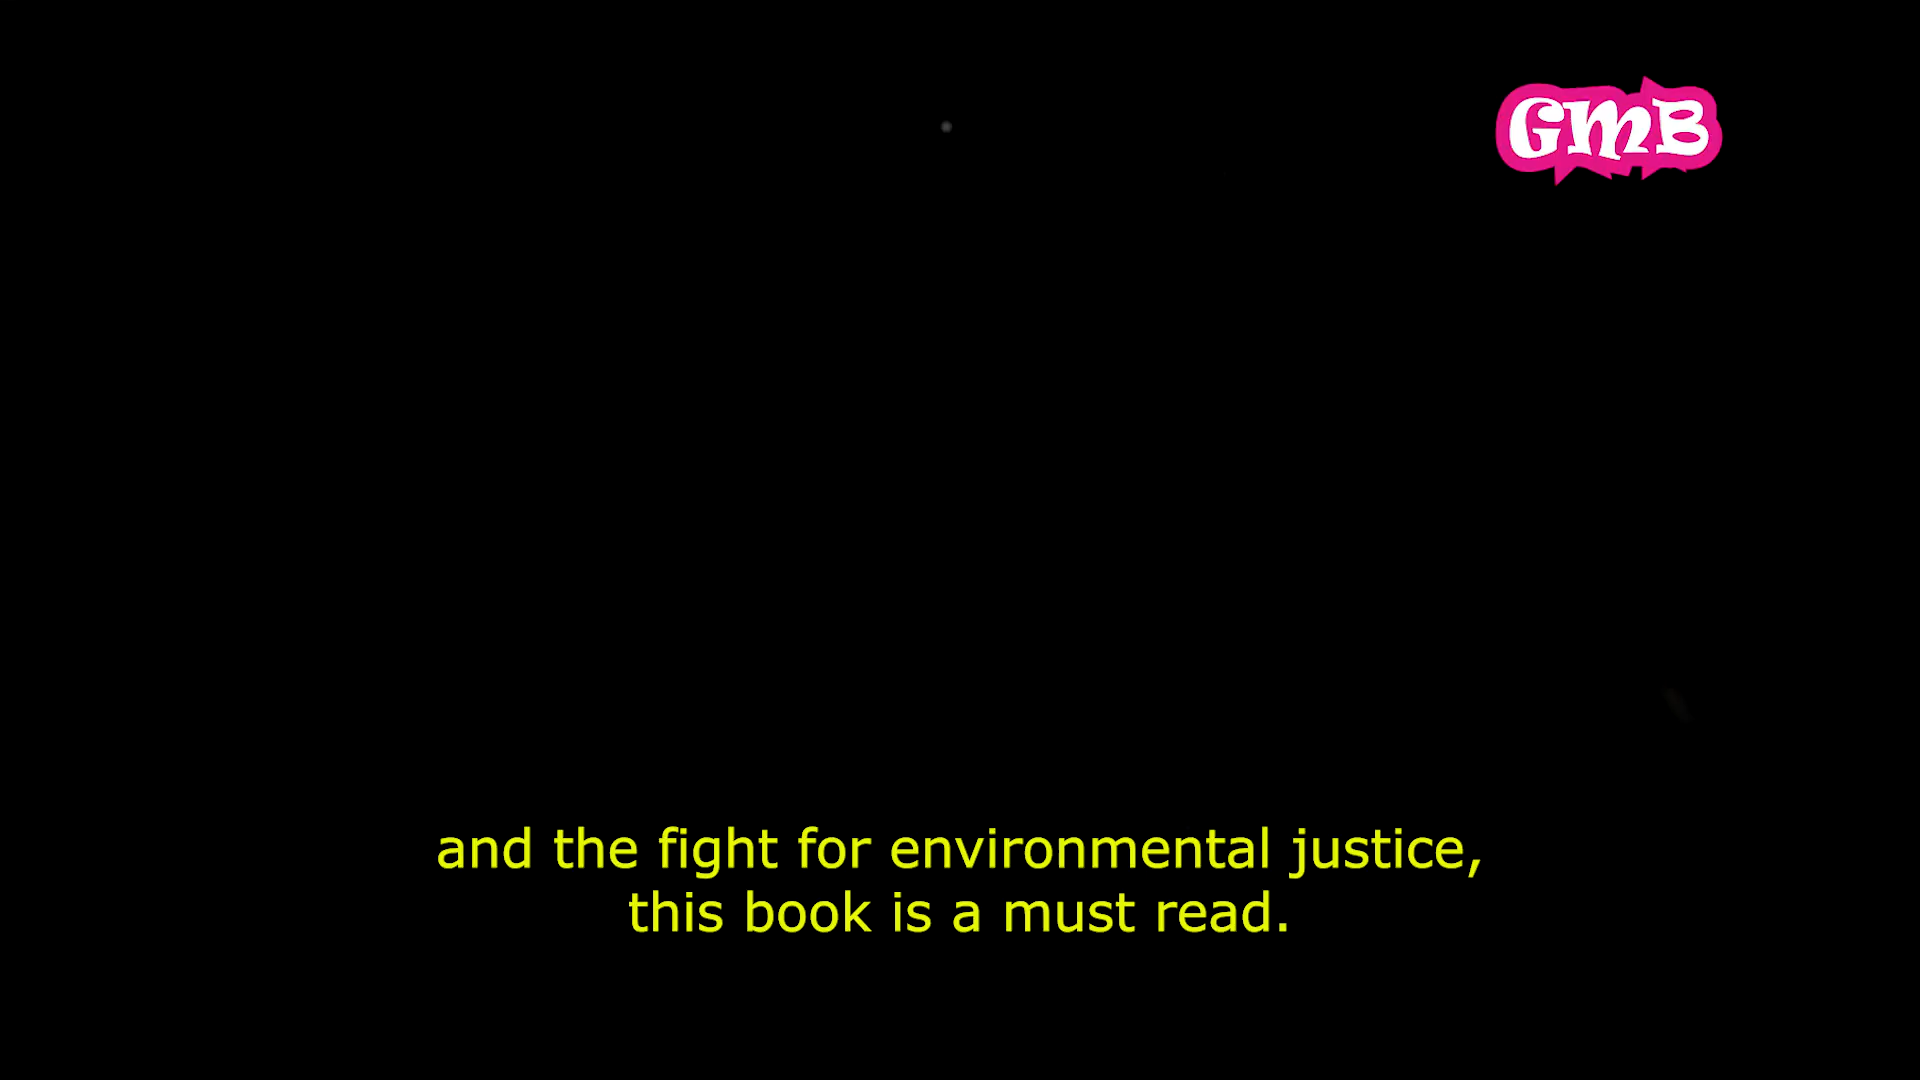 GMB
and the fight for environmental justice,
this book is a must read.